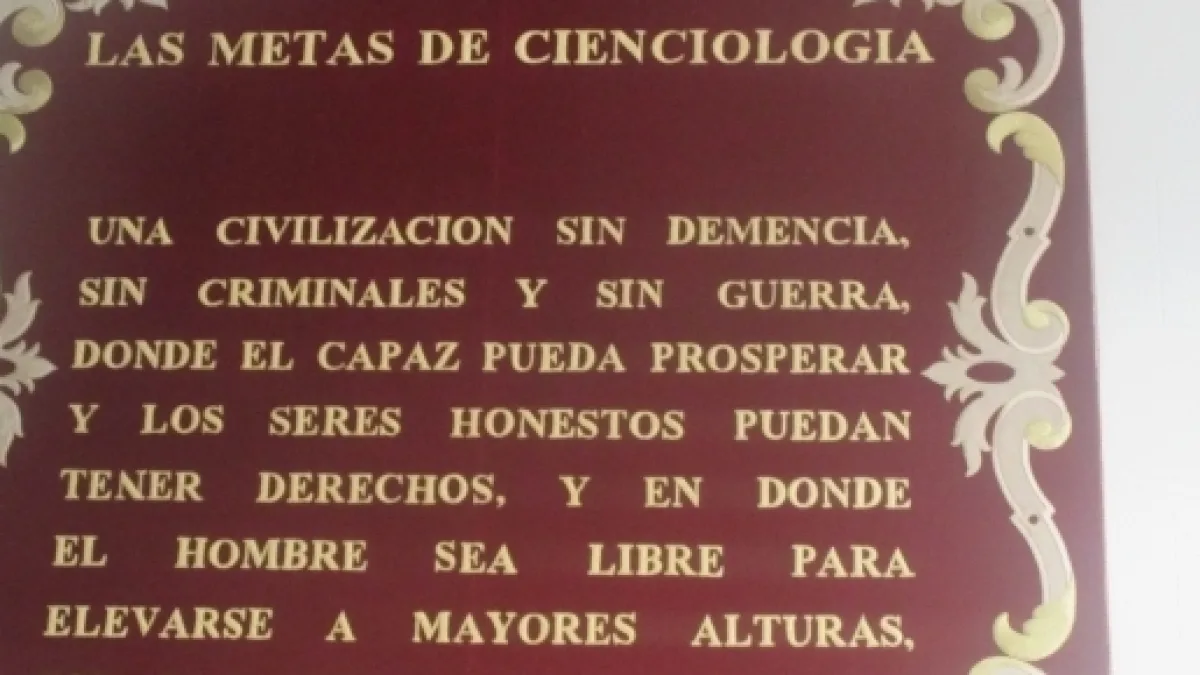 LAS METAS DE CIENCIOLOGIA
UNA CIVILIZACION SIN DEMENCIA,
SIN CRIMINALES Y SIN GUERRA,
DONDE EL CAPAZ PUEDA PROSPERAR
Y LOS SERES HONESTOS PUEDAN
TENER DERECHOS, Y EN DONDE
EL HOMBRE SEA LIBRE PARA
ELEVARSE A MAYORES ALTURAS,